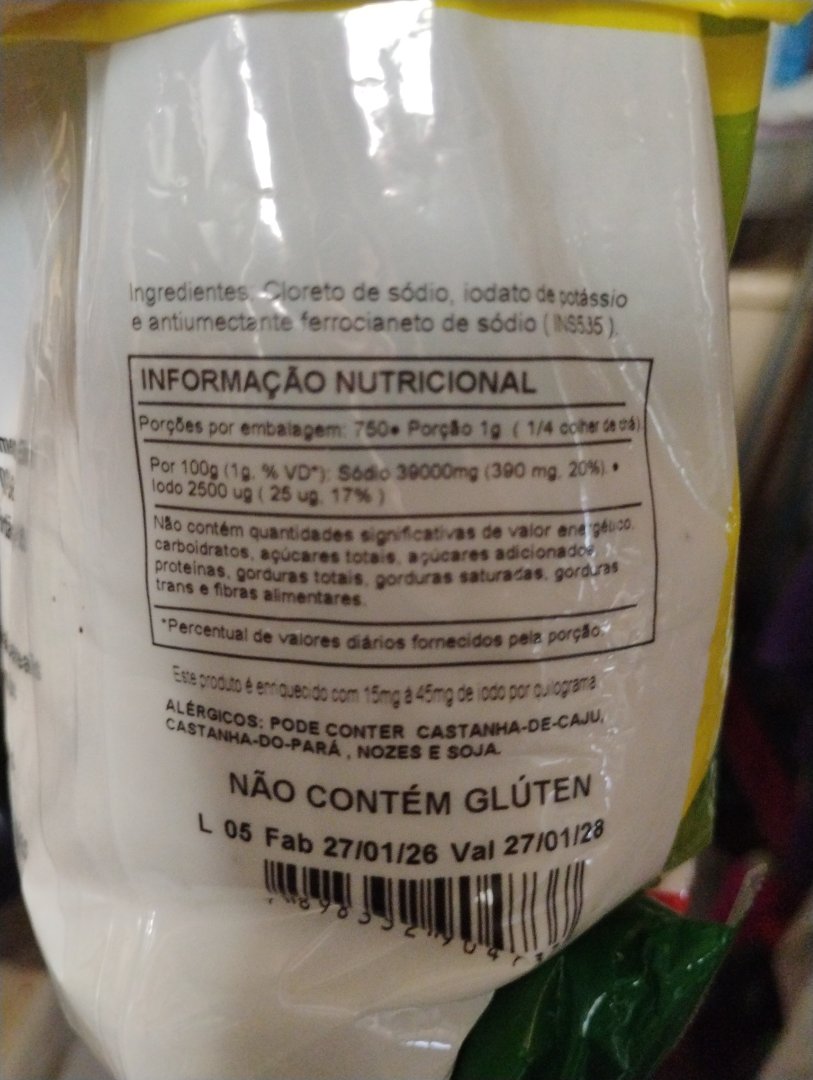 Ingredientes: Cloreto de sódio, iodato de potássio
e antiumectante ferrocianeto de sódio ( INS535 ).
INFORMAÇÃO NUTRICIONAL
Porções por embalagem: 750• Porção 1g ( 1/4 colher de chá)
Por 100g (1g, % VD*): Sódio 39000mg (390 mg, 20%). •
Iodo 2500 ug ( 25 ug, 17% )
Não contém quantidades significativas de valor energético,
carboidratos, açúcares totais, açúcares adicionados,
proteínas, gorduras totais, gorduras saturadas, gorduras
trans e fibras alimentares.
*Percentual de valores diários fornecidos pela porção.
Este produto é enriquecido com 15mg à 45mg de iodo por quilograma
ALÉRGICOS: PODE CONTER CASTANHA-DE-CAJU,
CASTANHA-DO-PARÁ , NOZES E SOJA.
NÃO CONTÉM GLÚTEN
L 05 Fab 27/01/26 Val 27/01/28